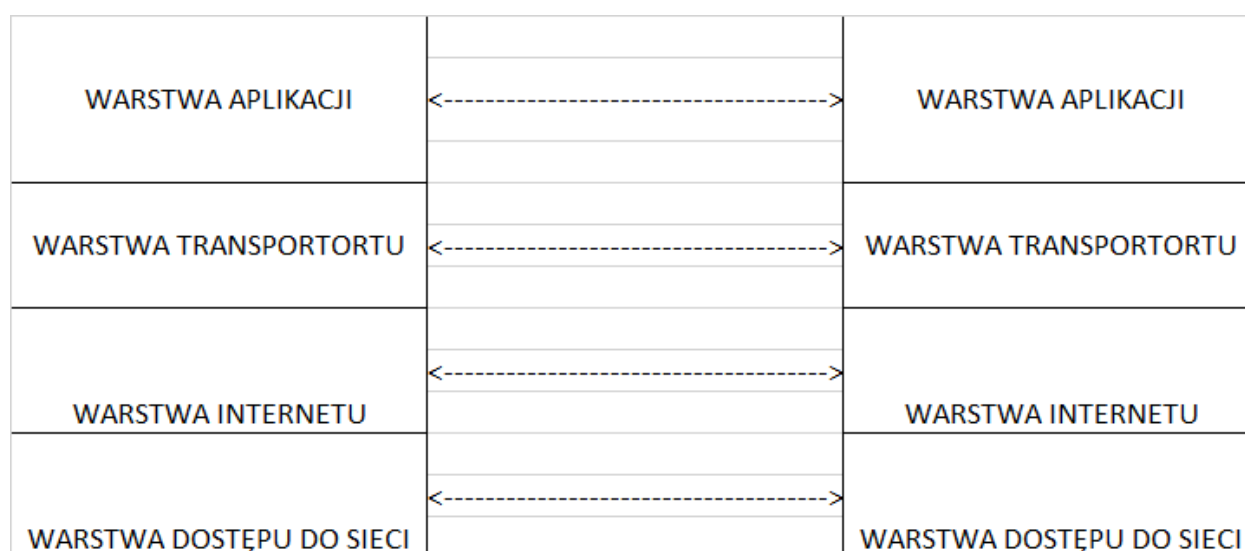 WARSTWA APLIKACJI <-------------------------------------> WARSTWA APLIKACJI
WARSTWA TRANSPORTORTU <-------------------------------------> WARSTWA TRANSPORTORTU
<------------------------------------->
WARSTWA INTERNETU WARSTWA INTERNETU
<------------------------------------->
WARSTWA DOSTĘPU DO SIECI WARSTWA DOSTĘPU DO SIECI